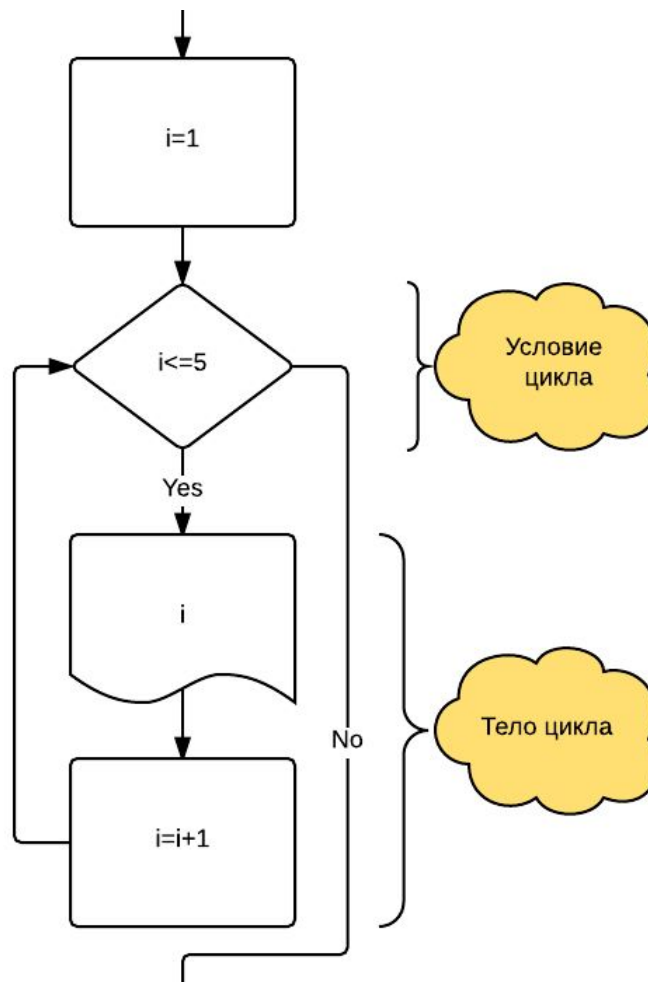 i=1
i<=5
Условие
цикла
Yes
i
Тело цикла
No
i=i+1